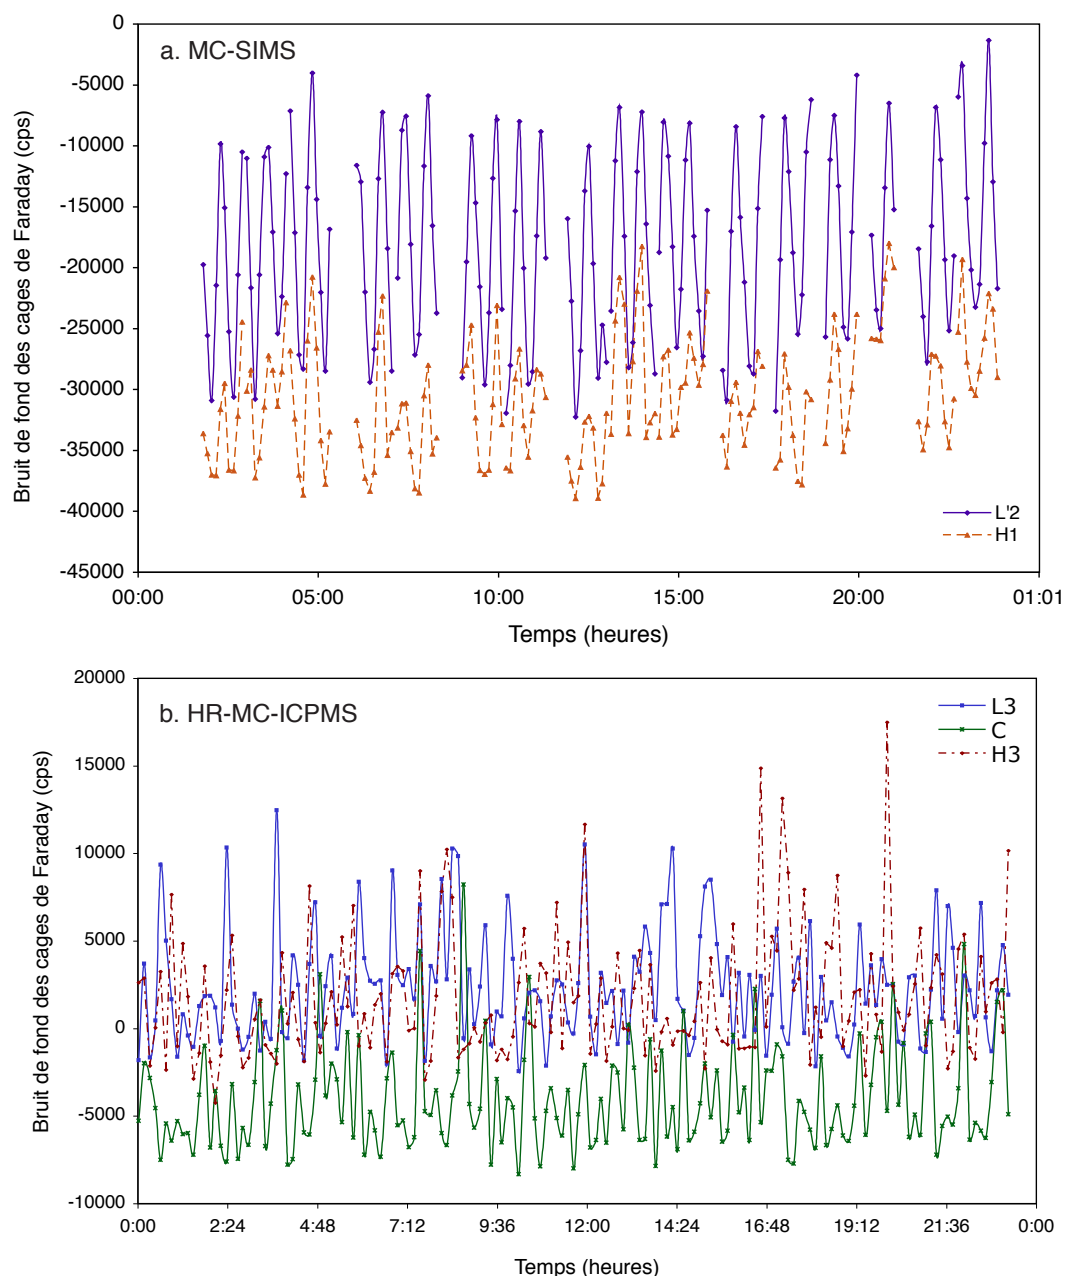 a. MC-SIMS
Bruit de fond des cages de Faraday (cps)
0
-5000
-10000
-15000
-20000
-25000
-30000
-35000
-40000
-45000
L'2
H1
00:00 05:00 10:00 15:00 20:00 01:01
Temps (heures)
b. HR-MC-ICPMS
Bruit de fond des cages de Faraday (cps)
20000
15000
10000
5000
0
-5000
-10000
L3
C
H3
0:00 2:24 4:48 7:12 9:36 12:00 14:24 16:48 19:12 21:36 0:00
Temps (heures)